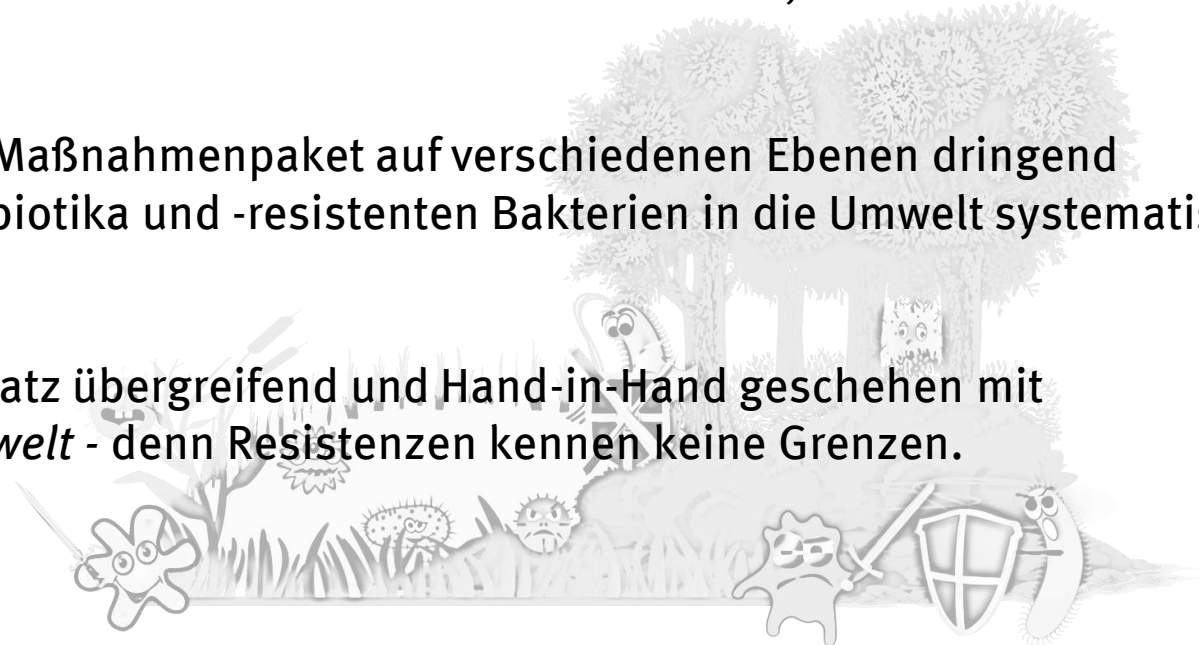 Maßnahmenpaket auf verschiedenen Ebenen dringend
biotika und -resistenten Bakterien in die Umwelt systematis
atz übergreifend und Hand-in-Hand geschehen mit
welt - denn Resistenzen kennen keine Grenzen.